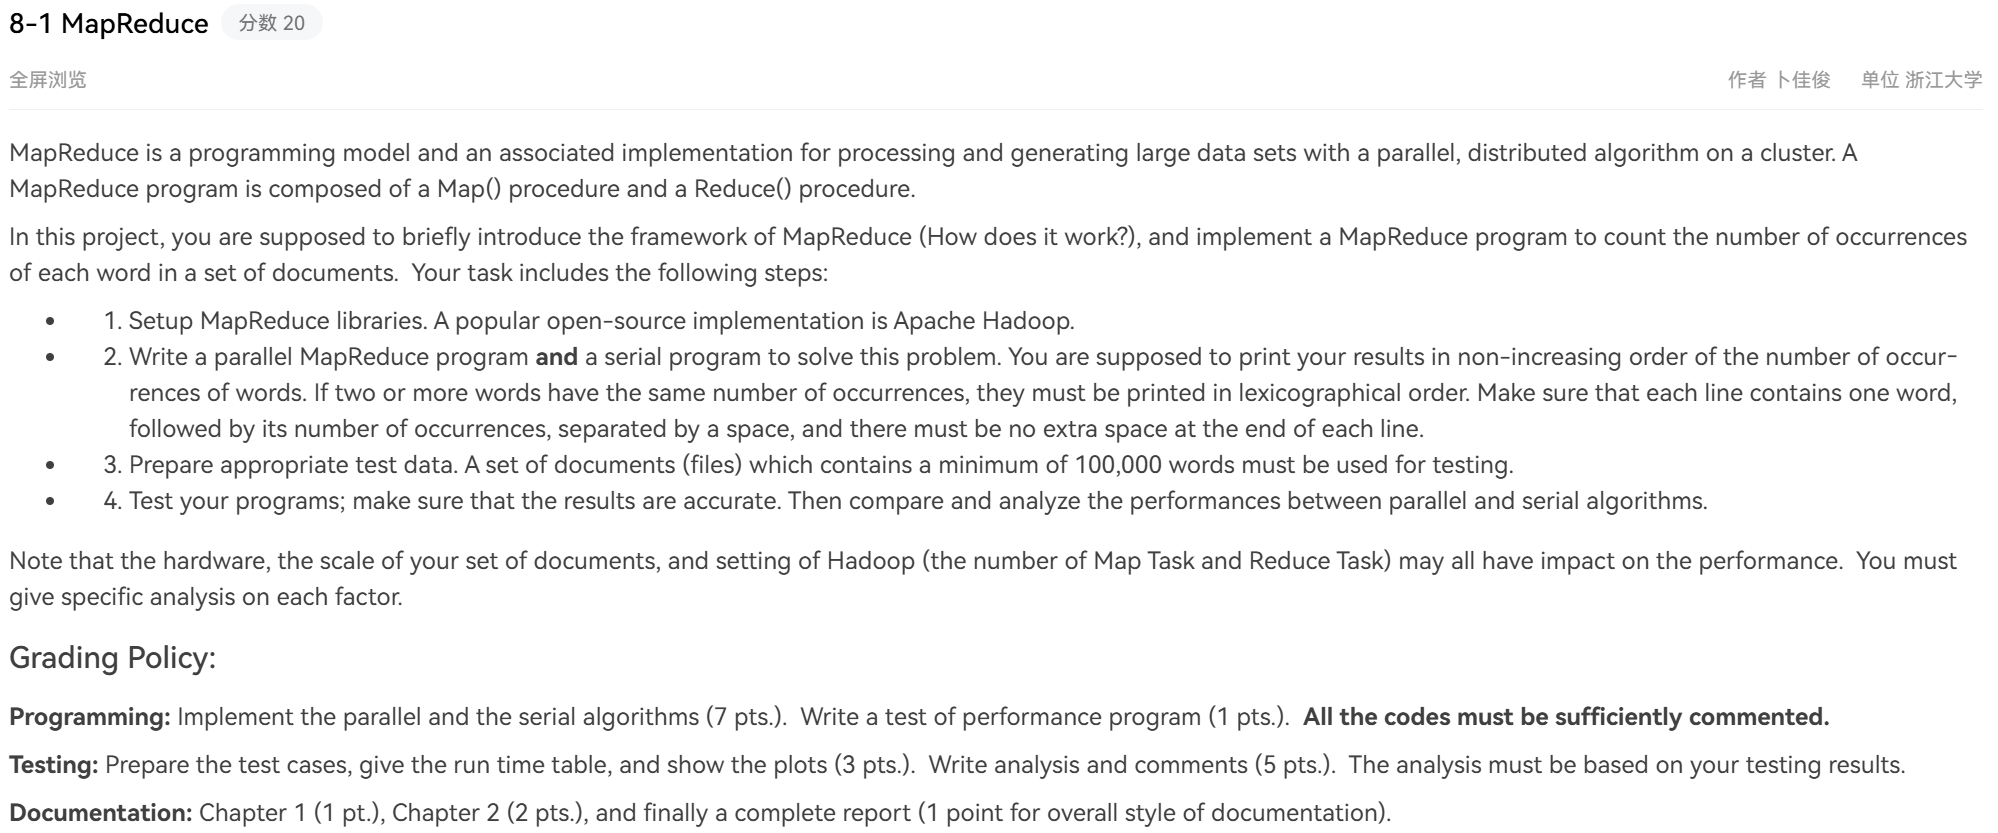 8-1 MapReduce 分数 20
全屏浏览 作者 卜佳俊 单位 浙江大学
MapReduce is a programming model and an associated implementation for processing and generating large data sets with a parallel, distributed algorithm on a cluster. A
MapReduce program is composed of a Map() procedure and a Reduce() procedure.
In this project, you are supposed to briefly introduce the framework of MapReduce (How does it work?), and implement a MapReduce program to count the number of occurrences
of each word in a set of documents.  Your task includes the following steps:
• 1. Setup MapReduce libraries. A popular open-source implementation is Apache Hadoop.
• 2. Write a parallel MapReduce program and a serial program to solve this problem. You are supposed to print your results in non-increasing order of the number of occur-
rences of words. If two or more words have the same number of occurrences, they must be printed in lexicographical order. Make sure that each line contains one word,
followed by its number of occurrences, separated by a space, and there must be no extra space at the end of each line.
• 3. Prepare appropriate test data. A set of documents (files) which contains a minimum of 100,000 words must be used for testing.
• 4. Test your programs; make sure that the results are accurate. Then compare and analyze the performances between parallel and serial algorithms.
Note that the hardware, the scale of your set of documents, and setting of Hadoop (the number of Map Task and Reduce Task) may all have impact on the performance.  You must
give specific analysis on each factor.
Grading Policy:
Programming: Implement the parallel and the serial algorithms (7 pts.).  Write a test of performance program (1 pts.).  All the codes must be sufficiently commented.
Testing: Prepare the test cases, give the run time table, and show the plots (3 pts.).  Write analysis and comments (5 pts.).  The analysis must be based on your testing results.
Documentation: Chapter 1 (1 pt.), Chapter 2 (2 pts.), and finally a complete report (1 point for overall style of documentation).